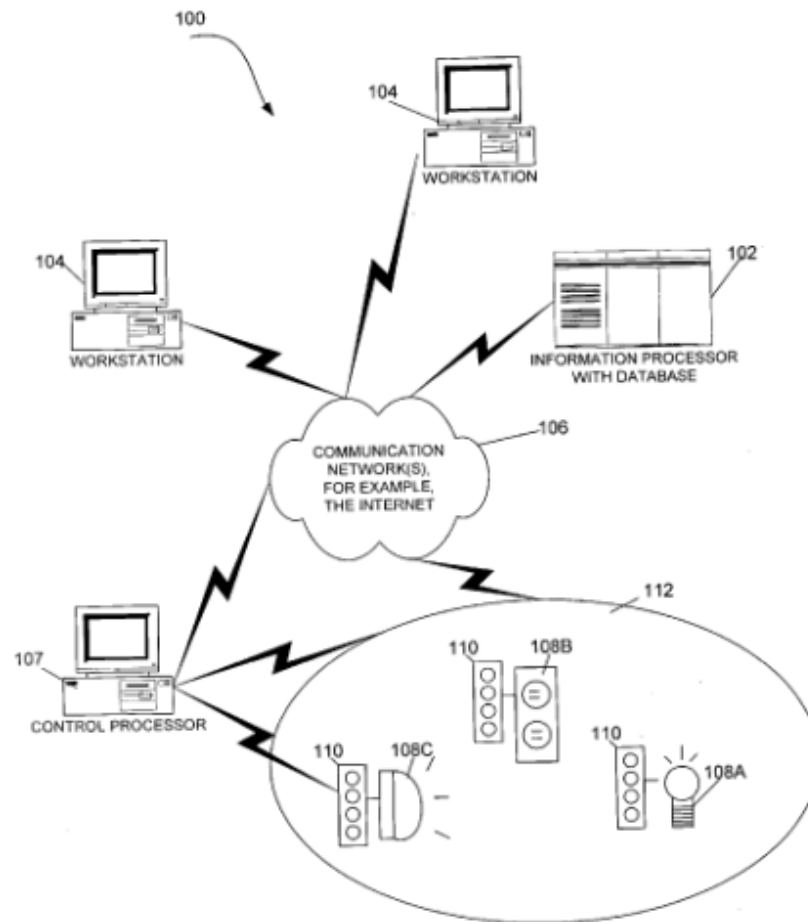 100
104
WORKSTATION
104
WORKSTATION
102
INFORMATION PROCESSOR
WITH DATABASE
106
COMMUNICATION
NETWORK(S),
FOR EXAMPLE,
THE INTERNET
112
107
CONTROL PROCESSOR
110
108B
110
108C
110
108A